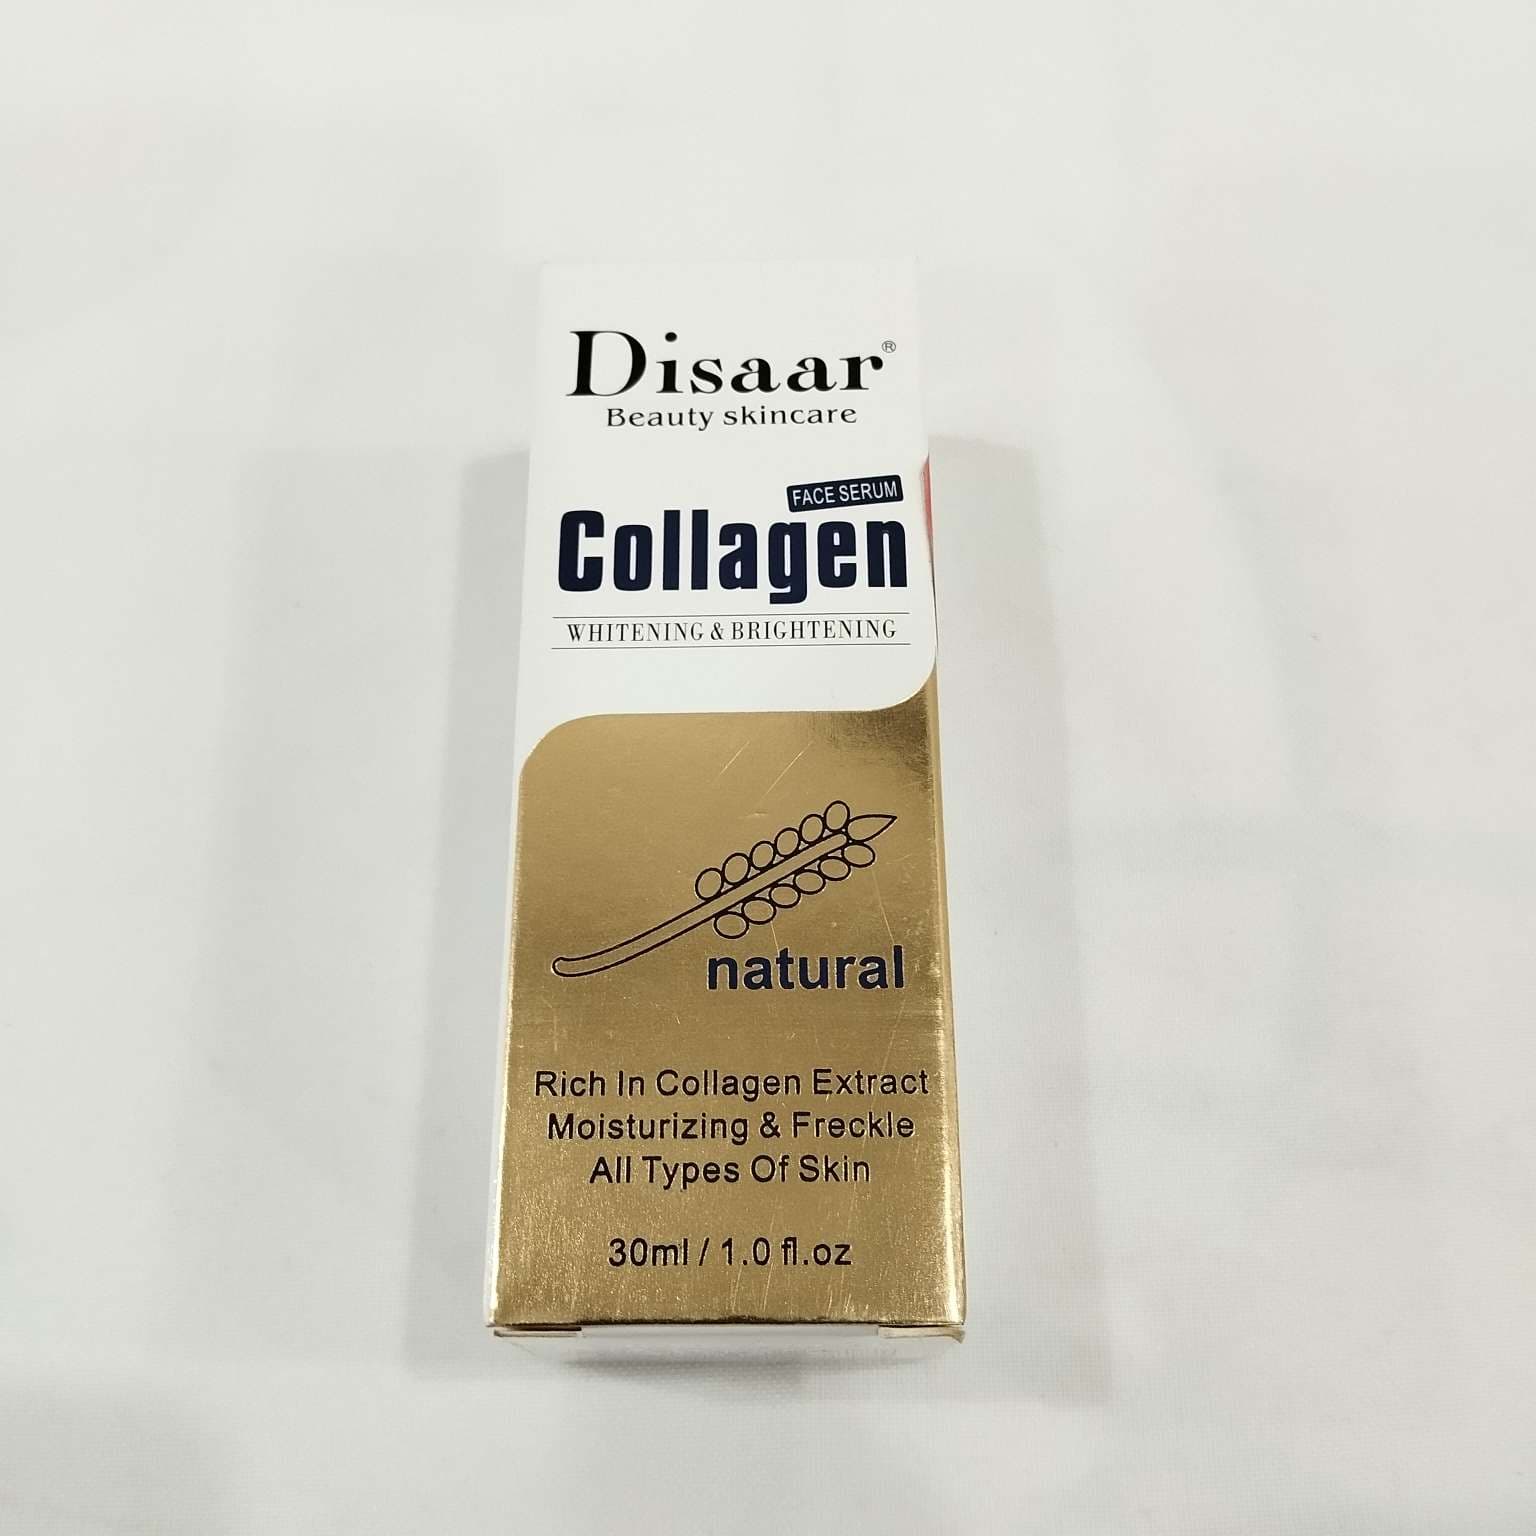 Disaar®
Beauty skincare
FACE SERUM
Collagen
WHITENING & BRIGHTENING
natural
Rich In Collagen Extract
Moisturizing & Freckle
All Types Of Skin
30ml / 1.0 fl.oz